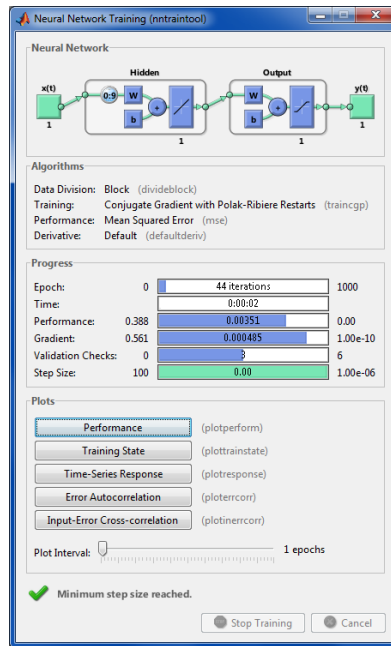 Neural Network Training (nntraintool)
Neural Network
Hidden
Output
x(t)
y(t)
0:9
W
W
+
+
b
b
1
1
1
1
Algorithms
Data Division: Block (divideblock)
Training: Conjugate Gradient with Polak-Ribiere Restarts (traincgp)
Performance: Mean Squared Error (mse)
Derivative: Default (defaultderiv)
Progress
Epoch: 0 44 iterations 1000
Time: 0:00:02
Performance: 0.388 0.00351 0.00
Gradient: 0.561 0.000485 1.00e-10
Validation Checks: 0 3 6
Step Size: 100 0.00 1.00e-06
Plots
Performance (plotperform)
Training State (plottrainstate)
Time-Series Response (plotresponse)
Error Autocorrelation (ploterrcorr)
Input-Error Cross-correlation (plotinerrcorr)
Plot Interval: 1 epochs
Minimum step size reached.
Stop Training Cancel